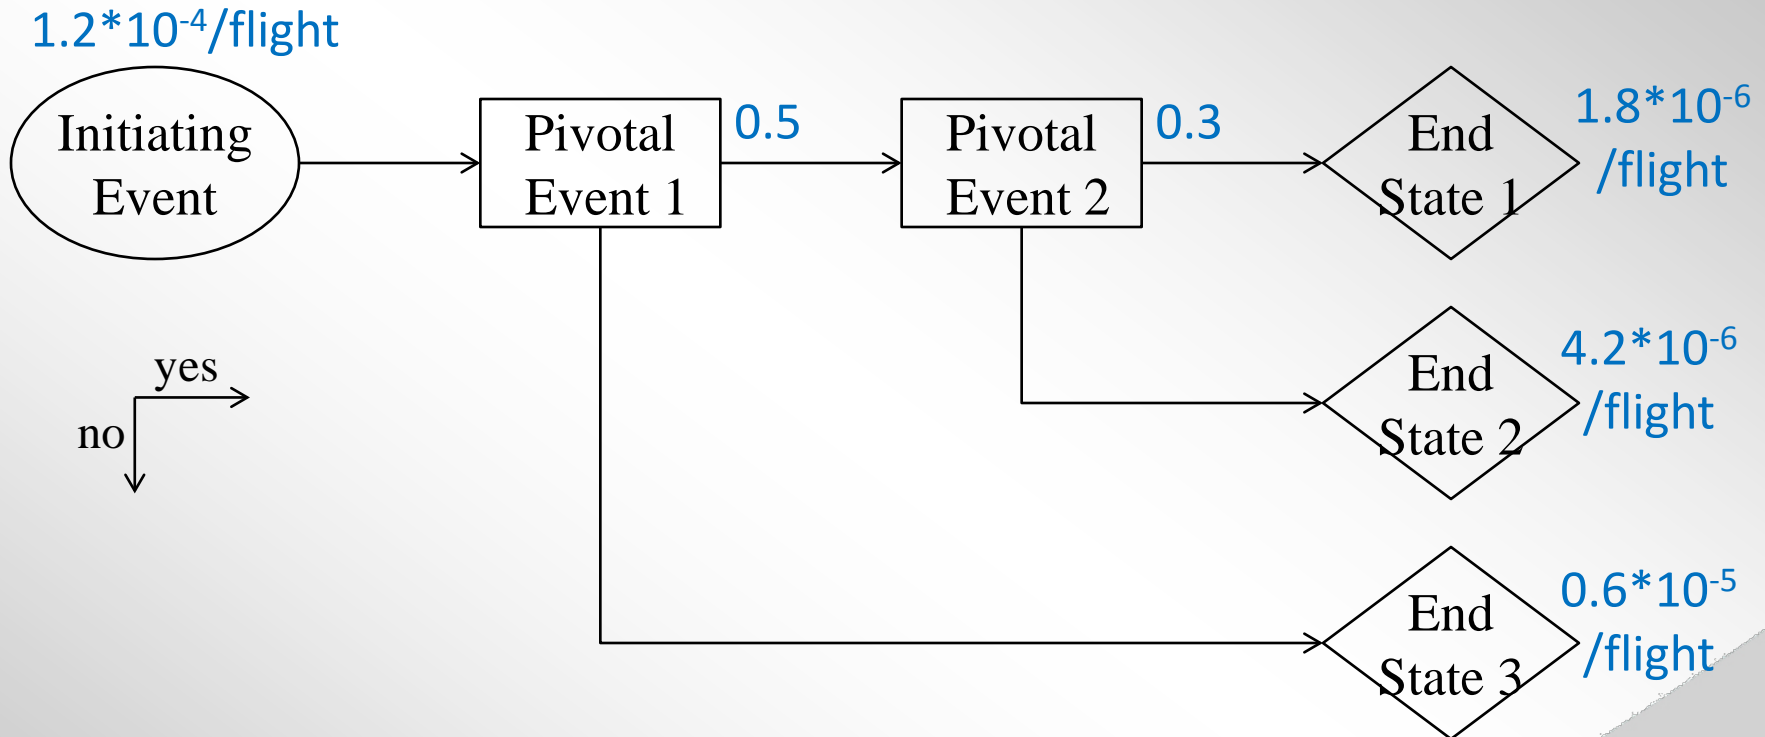 1.2*10⁻⁴/flight
Initiating
Event
Pivotal
Event 1
0.5
Pivotal
Event 2
0.3
End
State 1
1.8*10⁻⁶
/flight
yes
no
End
State 2
4.2*10⁻⁶
/flight
End
State 3
0.6*10⁻⁵
/flight